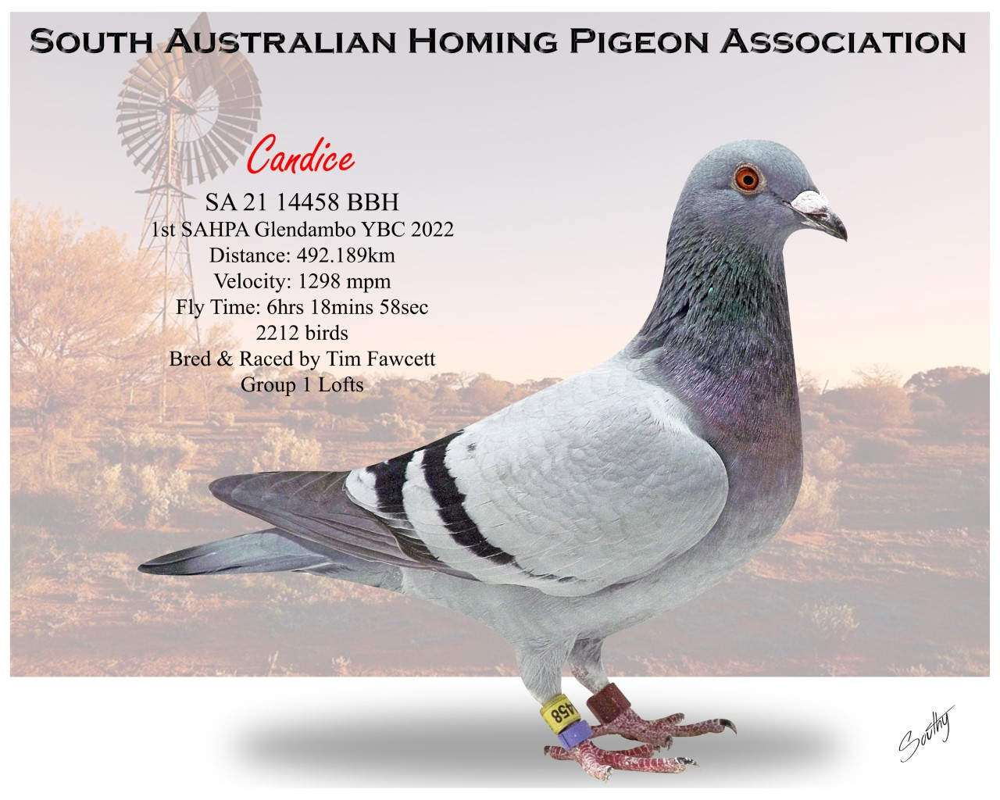 South Australian Homing Pigeon Association
Candice
SA 21 14458 BBH
1st SAHPA Glendambo YBC 2022
Distance: 492.189km
Velocity: 1298 mpm
Fly Time: 6hrs 18mins 58sec
2212 birds
Bred & Raced by Tim Fawcett
Group 1 Lofts
458
Southy